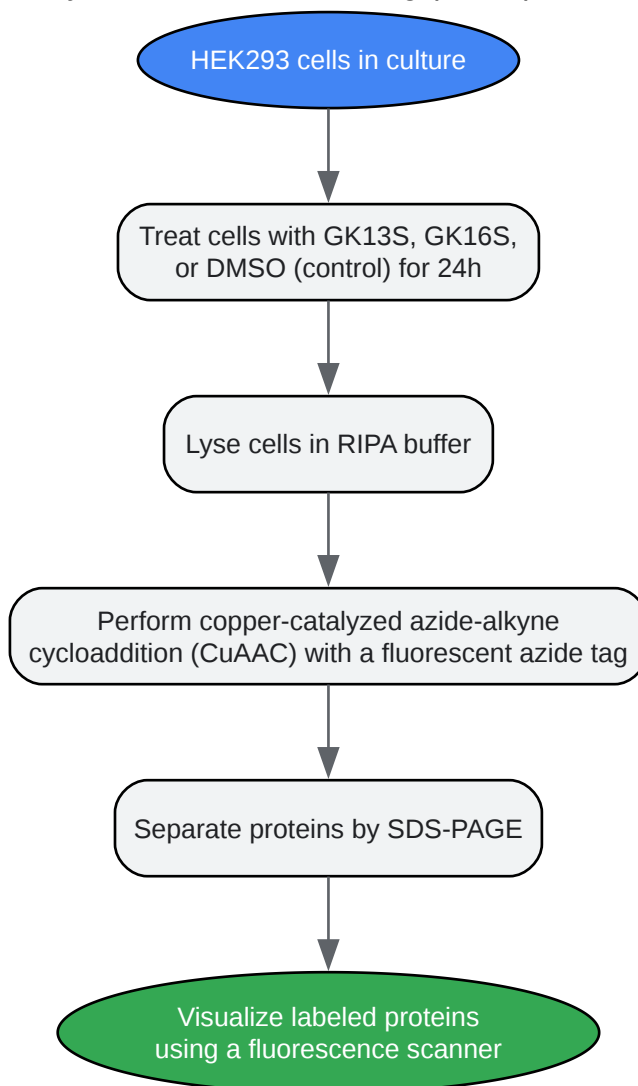 HEK293 cells in culture
Treat cells with GK13S, GK16S,
or DMSO (control) for 24h
Lyse cells in RIPA buffer
Perform copper-catalyzed azide-alkyne
cycloaddition (CuAAC) with a fluorescent azide tag
Separate proteins by SDS-PAGE
Visualize labeled proteins
using a fluorescence scanner